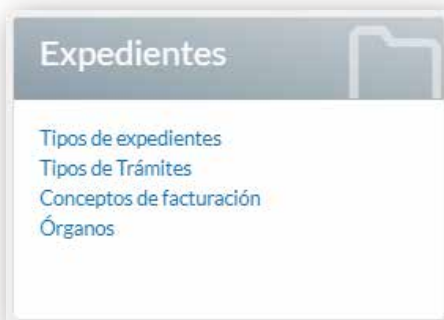 Expedientes
Tipos de expedientes
Tipos de Trámites
Conceptos de facturación
Órganos